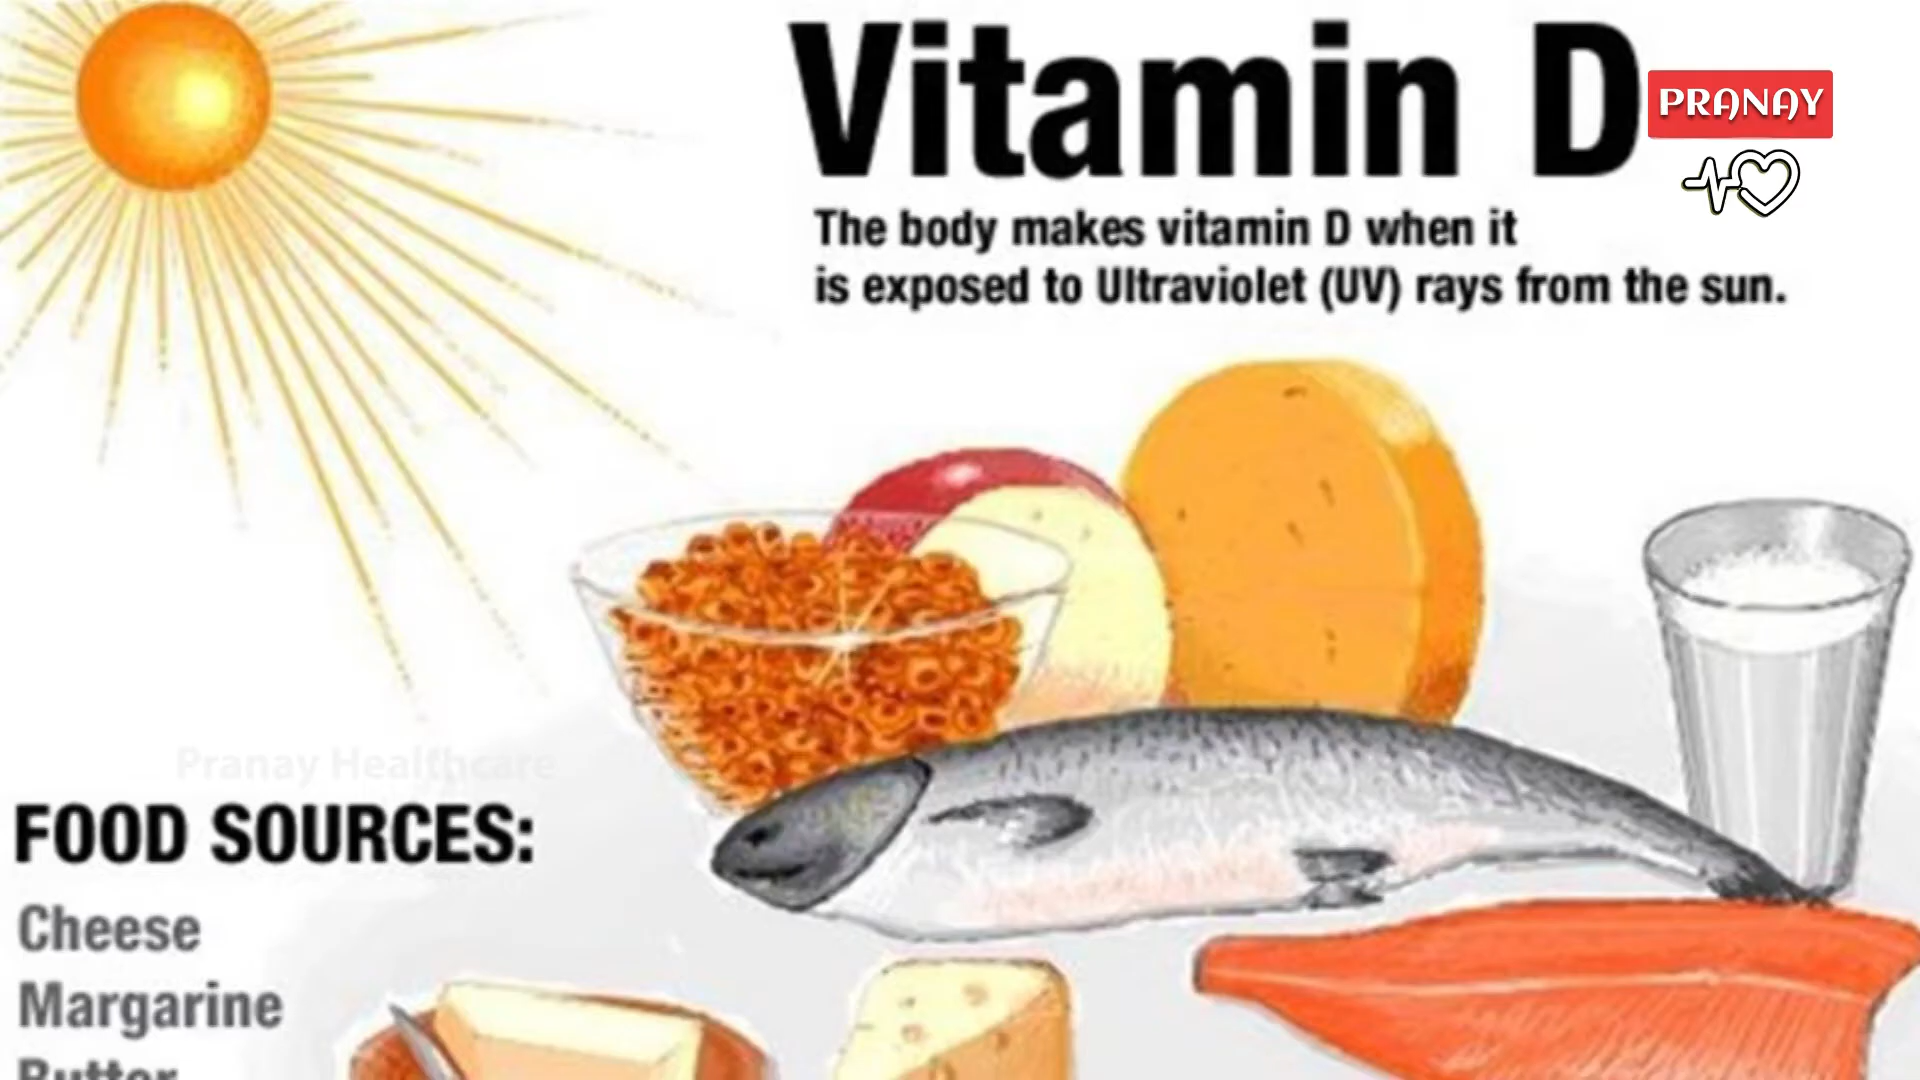 Vitamin D
PRANAY
The body makes vitamin D when it
is exposed to Ultraviolet (UV) rays from the sun.
Pranay Healthcare
FOOD SOURCES:
Cheese
Margarine
Butter